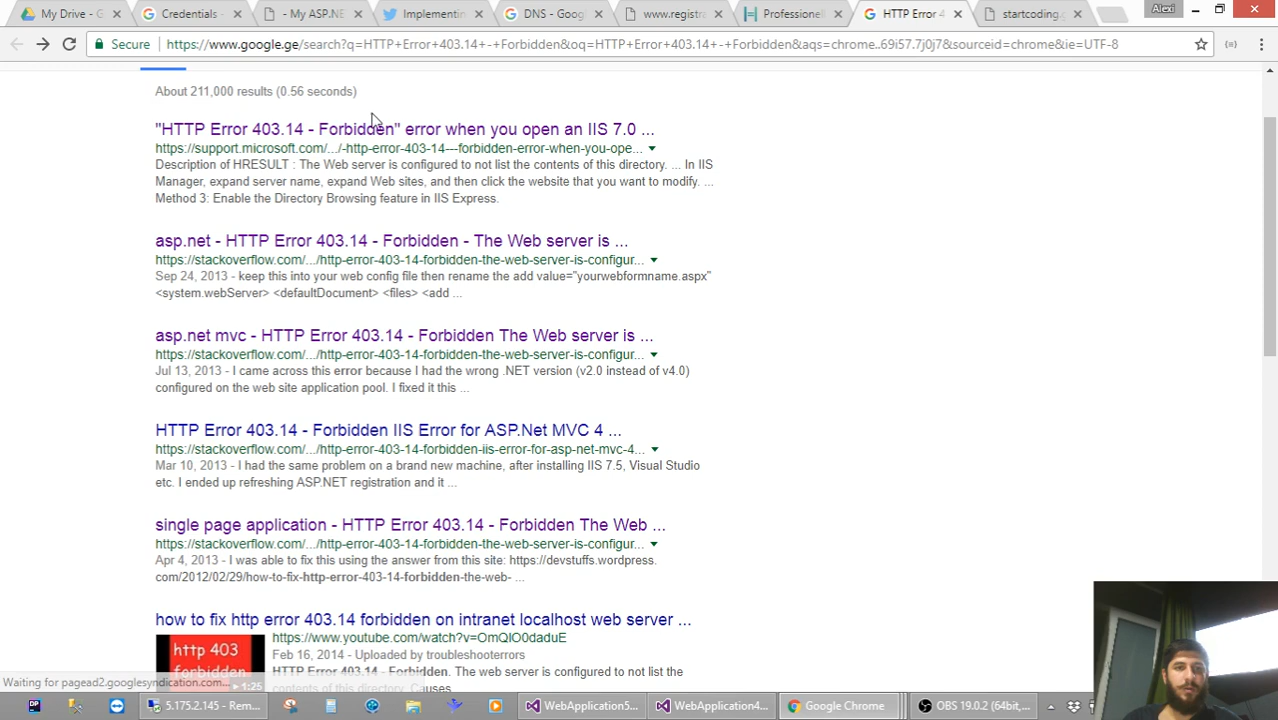 My Drive - G
Credentials -
- My ASP.NE
Implementin
DNS - Goog
www.registra
Professionell
HTTP Error 4
startcoding.g
Alexi
Secure https://www.google.ge/search?q=HTTP+Error+403.14+-+Forbidden&oq=HTTP+Error+403.14+-+Forbidden&aqs=chrome..69i57.7j0j7&sourceid=chrome&ie=UTF-8
About 211,000 results (0.56 seconds)
"HTTP Error 403.14 - Forbidden" error when you open an IIS 7.0 ...
https://support.microsoft.com/.../-http-error-403-14---forbidden-error-when-you-ope...
Description of HRESULT : The Web server is configured to not list the contents of this directory. ... In IIS
Manager, expand server name, expand Web sites, and then click the website that you want to modify. ...
Method 3: Enable the Directory Browsing feature in IIS Express.
asp.net - HTTP Error 403.14 - Forbidden - The Web server is ...
https://stackoverflow.com/.../http-error-403-14-forbidden-the-web-server-is-configur...
Sep 24, 2013 - keep this into your web config file then rename the add value="yourwebformname.aspx"
<system.webServer> <defaultDocument> <files> <add ...
asp.net mvc - HTTP Error 403.14 - Forbidden The Web server is ...
https://stackoverflow.com/.../http-error-403-14-forbidden-the-web-server-is-configur...
Jul 13, 2013 - I came across this error because I had the wrong .NET version (v2.0 instead of v4.0)
configured on the web site application pool. I fixed it this ...
HTTP Error 403.14 - Forbidden IIS Error for ASP.Net MVC 4 ...
https://stackoverflow.com/.../http-error-403-14-forbidden-iis-error-for-asp-net-mvc-4...
Mar 10, 2013 - I had the same problem on a brand new machine, after installing IIS 7.5, Visual Studio
etc. I ended up refreshing ASP.NET registration and it ...
single page application - HTTP Error 403.14 - Forbidden The Web ...
https://stackoverflow.com/.../http-error-403-14-forbidden-the-web-server-is-configur...
Apr 4, 2013 - I was able to fix this using the answer from this site: https://devstuffs.wordpress.
com/2012/02/29/how-to-fix-http-error-403-14-forbidden-the-web- ...
how to fix http error 403.14 forbidden on intranet localhost web server ...
https://www.youtube.com/watch?v=OmQIO0daduE
Feb 16, 2014 - Uploaded by troubleshooterrors
HTTP Error 403.14 - Forbidden. The web server is configured to not list the
contents of this directory. Causes
http 403
forbidden
1:25
Waiting for pagead2.googlesyndication.com...
5.175.2.145 - Rem...
WebApplication5...
WebApplication4...
Google Chrome
OBS 19.0.2 (64bit,...